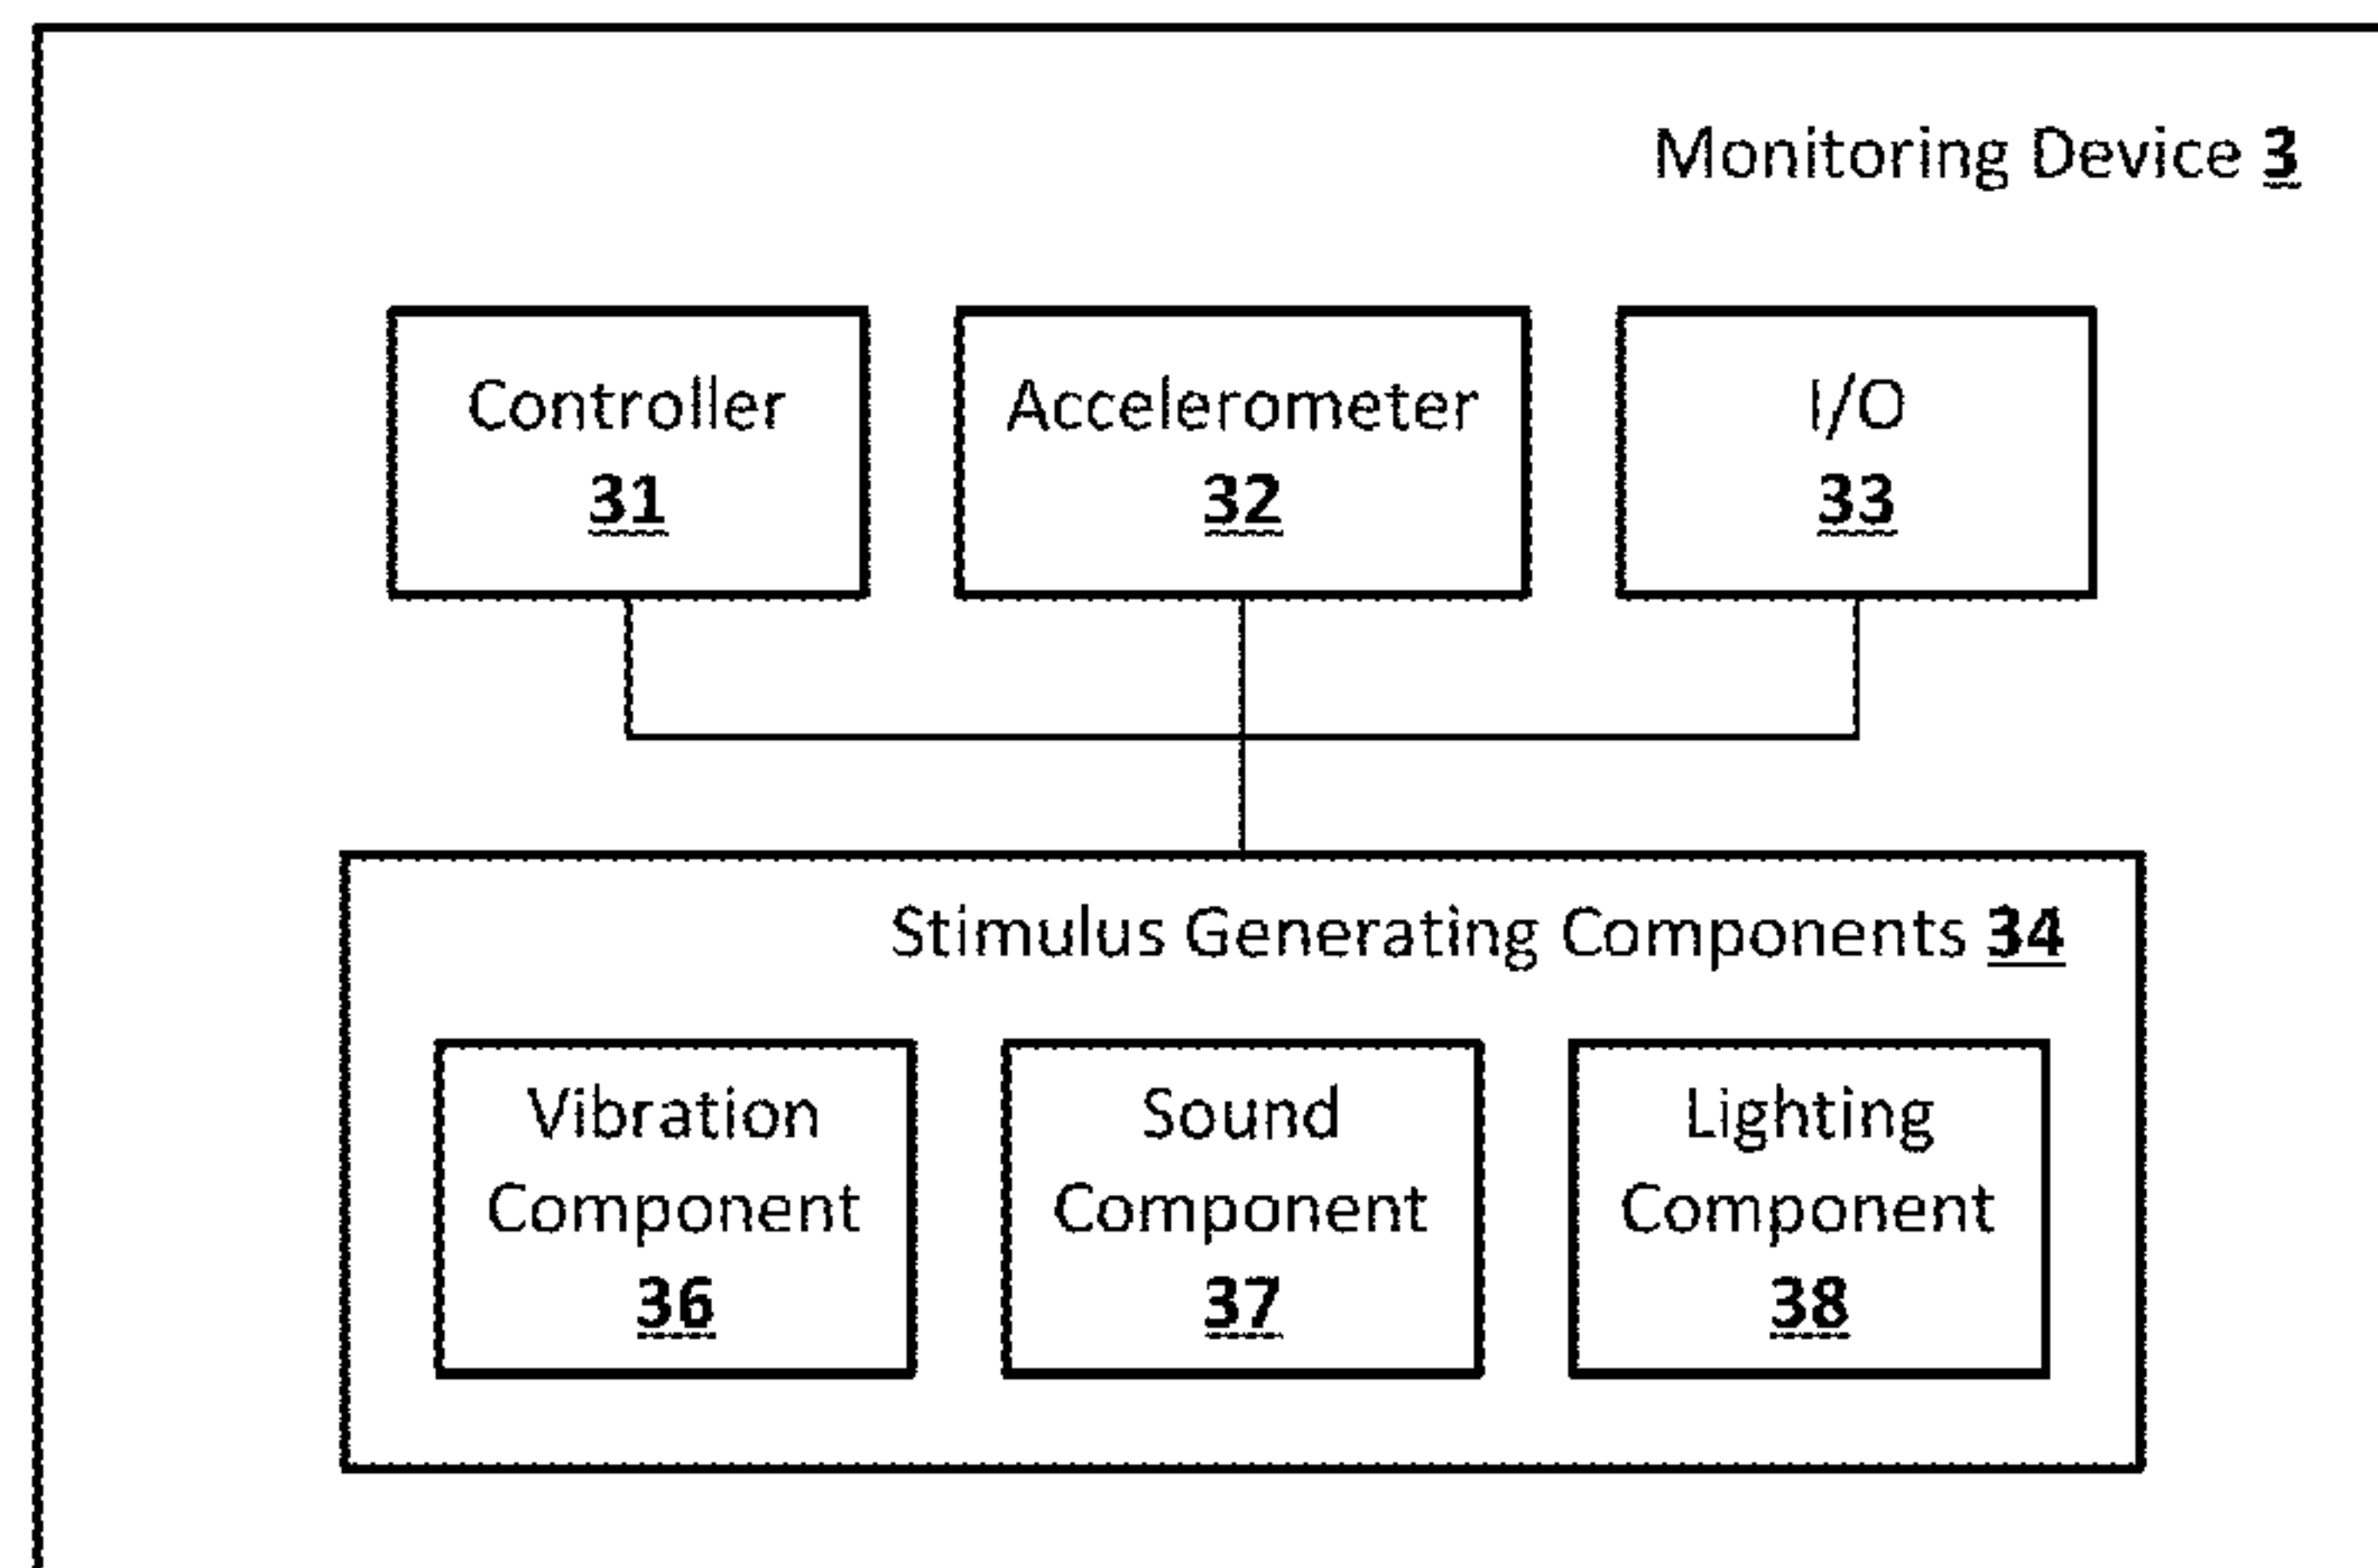 Monitoring Device 3
Controller
31
Accelerometer
32
I/O
33
Stimulus Generating Components 34
Vibration
Component
36
Sound
Component
37
Lighting
Component
38